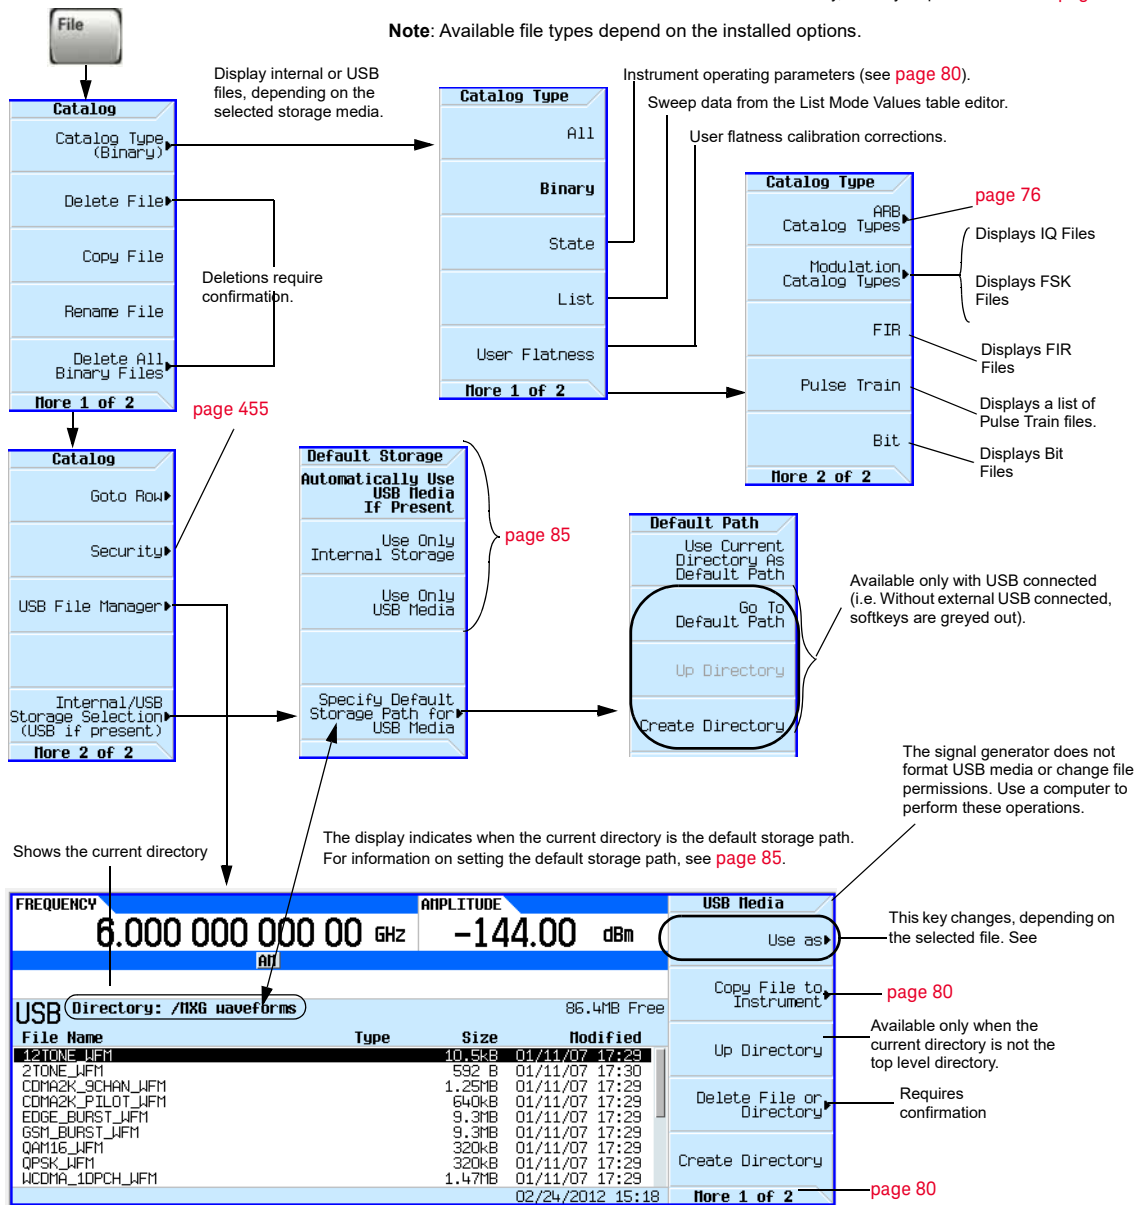 File
Note: Available file types depend on the installed options.
Display internal or USB
files, depending on the
selected storage media.
Catalog
Catalog Type
(Binary)
Delete File
Copy File
Rename File
Delete All
Binary Files
More 1 of 2
Deletions require
confirmation.
Catalog Type
All
Binary
State
List
User Flatness
More 1 of 2
Instrument operating parameters (see page 80).
Sweep data from the List Mode Values table editor.
User flatness calibration corrections.
Catalog Type
ARB
Catalog Types
Modulation
Catalog Types
FIR
Pulse Train
Bit
More 2 of 2
page 76
Displays IQ Files
Displays FSK
Files
Displays FIR
Files
Displays a list of
Pulse Train files.
Displays Bit
Files
page 455
Catalog
Goto Row
Security
USB File Manager
Internal/USB
Storage Selection
(USB if present)
More 2 of 2
Default Storage
Automatically Use
USB Media
If Present
Use Only
Internal Storage
Use Only
USB Media
Specify Default
Storage Path for
USB Media
page 85
Default Path
Use Current
Directory As
Default Path
Go To
Default Path
Up Directory
Create Directory
Available only with USB connected
(i.e. Without external USB connected,
softkeys are greyed out).
The signal generator does not
format USB media or change file
permissions. Use a computer to
perform these operations.
The display indicates when the current directory is the default storage path.
For information on setting the default storage path, see page 85.
Shows the current directory
FREQUENCY
6.000 000 000 00 GHz
AMPLITUDE
-144.00 dBm
AM
USB Directory: /MXG waveforms 86.4MB Free
File Name Type Size Modified
12TONE_WFM 10.5kB 01/11/07 17:29
2TONE_WFM 592 B 01/11/07 17:30
CDMA2K_9CHAN_WFM 1.25MB 01/11/07 17:29
CDMA2K_PILOT_WFM 640kB 01/11/07 17:29
EDGE_BURST_WFM 9.3MB 01/11/07 17:29
GSM_BURST_WFM 9.3MB 01/11/07 17:29
QAM16_WFM 320kB 01/11/07 17:29
QPSK_WFM 320kB 01/11/07 17:29
WCDMA_1DPCH_WFM 1.47MB 01/11/07 17:29
02/24/2012 15:18
USB Media
Use as
Copy File to
Instrument
Up Directory
Delete File or
Directory
Create Directory
More 1 of 2
This key changes, depending on
the selected file. See
page 80
Available only when the
current directory is not the
top level directory.
Requires
confirmation
page 80